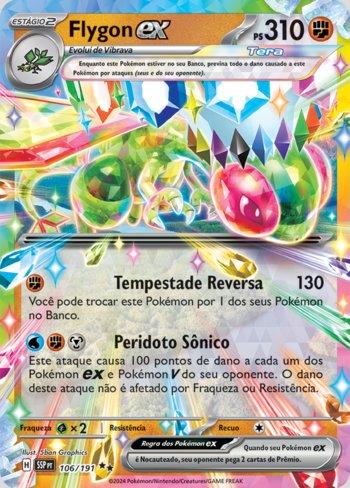 ESTÁGIO 2
Flygon ex
PS 310
Evolui de Vibrava
Tera
Enquanto este Pokémon estiver no seu Banco, previna todo o dano causado a este
Pokémon por ataques (seus e do seu oponente).
Tempestade Reversa 130
Você pode trocar este Pokémon por 1 dos seus Pokémon
no Banco.
Peridoto Sônico
Este ataque causa 100 pontos de dano a cada um dos
Pokémon ex e Pokémon V do seu oponente. O dano
deste ataque não é afetado por Fraqueza ou Resistência.
Fraqueza ×2 Resistência Recuo
Illus. 5ban Graphics
Regra dos Pokémon ex
Quando seu Pokémon ex
é Nocauteado, seu oponente pega 2 cartas de Prêmio.
H SSP PT 106/191
©2024 Pokémon/Nintendo/Creatures/GAME FREAK